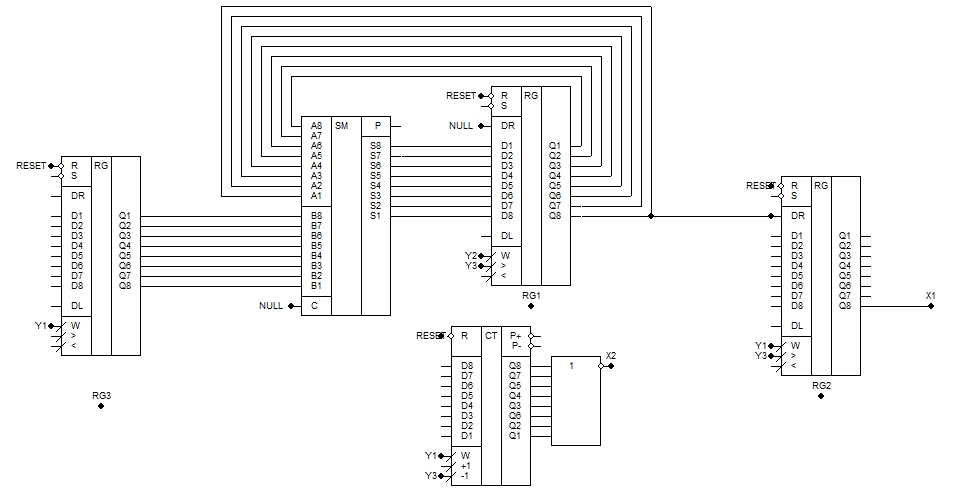 RESET R RG Q1
S Q2
NULL DR Q3
D1 Q4
D2 Q5
D3 Q6
D4 Q7
D5 Q8
D6
D7
D8
DL
Y2 W
Y3 >
<
RG1
A8 SM P
A7
A6 S8
A5 S7
A4 S6
A3 S5
A2 S4
A1 S3
S2
B8 S1
B7
B6
B5
B4
B3
B2
B1
NULL C
RESET R RG
S
DR
D1 Q1
D2 Q2
D3 Q3
D4 Q4
D5 Q5
D6 Q6
D7 Q7
D8 Q8
DL
Y1 W
>
<
RG3
RESET R RG
S
DR
D1 Q1
D2 Q2
D3 Q3
D4 Q4
D5 Q5
D6 Q6
D7 Q7
D8 Q8 X1
DL
Y1 W
Y3 >
<
RG2
RESET R CT P+
P-
D8 Q8 1 X2
D7 Q7
D6 Q5
D5 Q4
D4 Q3
D3 Q6
D2 Q2
D1 Q1
Y1 W
+1
Y3 -1